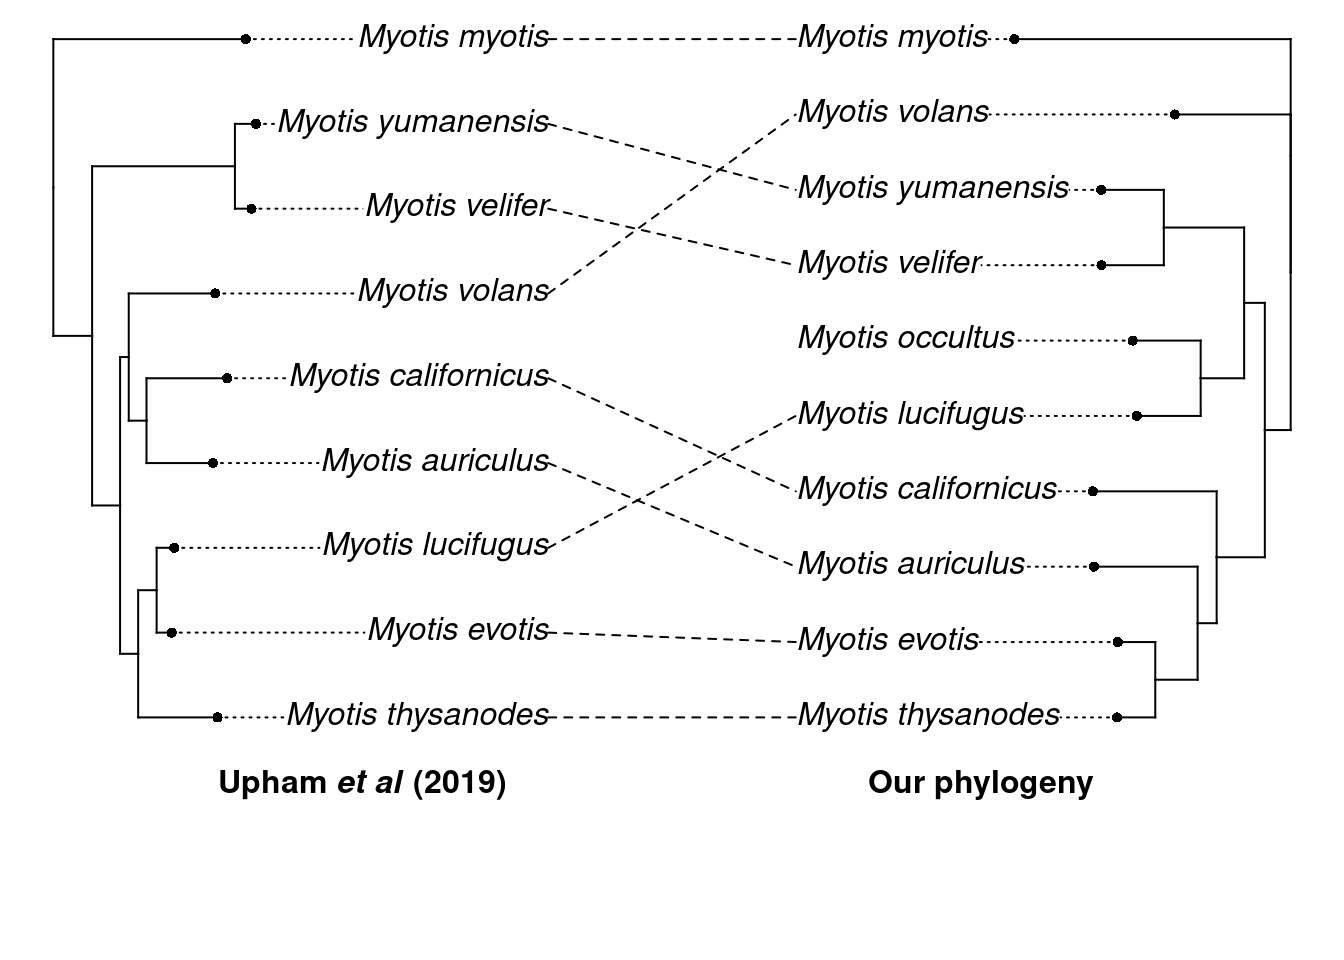 Myotis myotis
Myotis yumanensis
Myotis velifer
Myotis volans
Myotis californicus
Myotis auriculus
Myotis lucifugus
Myotis evotis
Myotis thysanodes
Upham et al (2019)
Myotis myotis
Myotis volans
Myotis yumanensis
Myotis velifer
Myotis occultus
Myotis lucifugus
Myotis californicus
Myotis auriculus
Myotis evotis
Myotis thysanodes
Our phylogeny